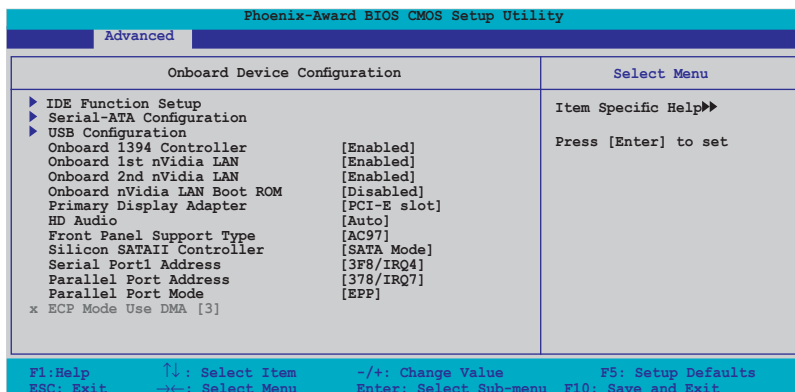 Phoenix-Award BIOS CMOS Setup Utility
Advanced
Onboard Device Configuration
Select Menu
IDE Function Setup
Serial-ATA Configuration
USB Configuration
Onboard 1394 Controller [Enabled]
Onboard 1st nVidia LAN [Enabled]
Onboard 2nd nVidia LAN [Enabled]
Onboard nVidia LAN Boot ROM [Disabled]
Primary Display Adapter [PCI-E slot]
HD Audio [Auto]
Front Panel Support Type [AC97]
Silicon SATAII Controller [SATA Mode]
Serial Port1 Address [3F8/IRQ4]
Parallel Port Address [378/IRQ7]
Parallel Port Mode [EPP]
x ECP Mode Use DMA [3]
Item Specific Help
Press [Enter] to set
F1:Help ↑↓: Select Item -/+: Change Value F5: Setup Defaults
ESC: Exit →←: Select Menu Enter: Select Sub-menu F10: Save and Exit